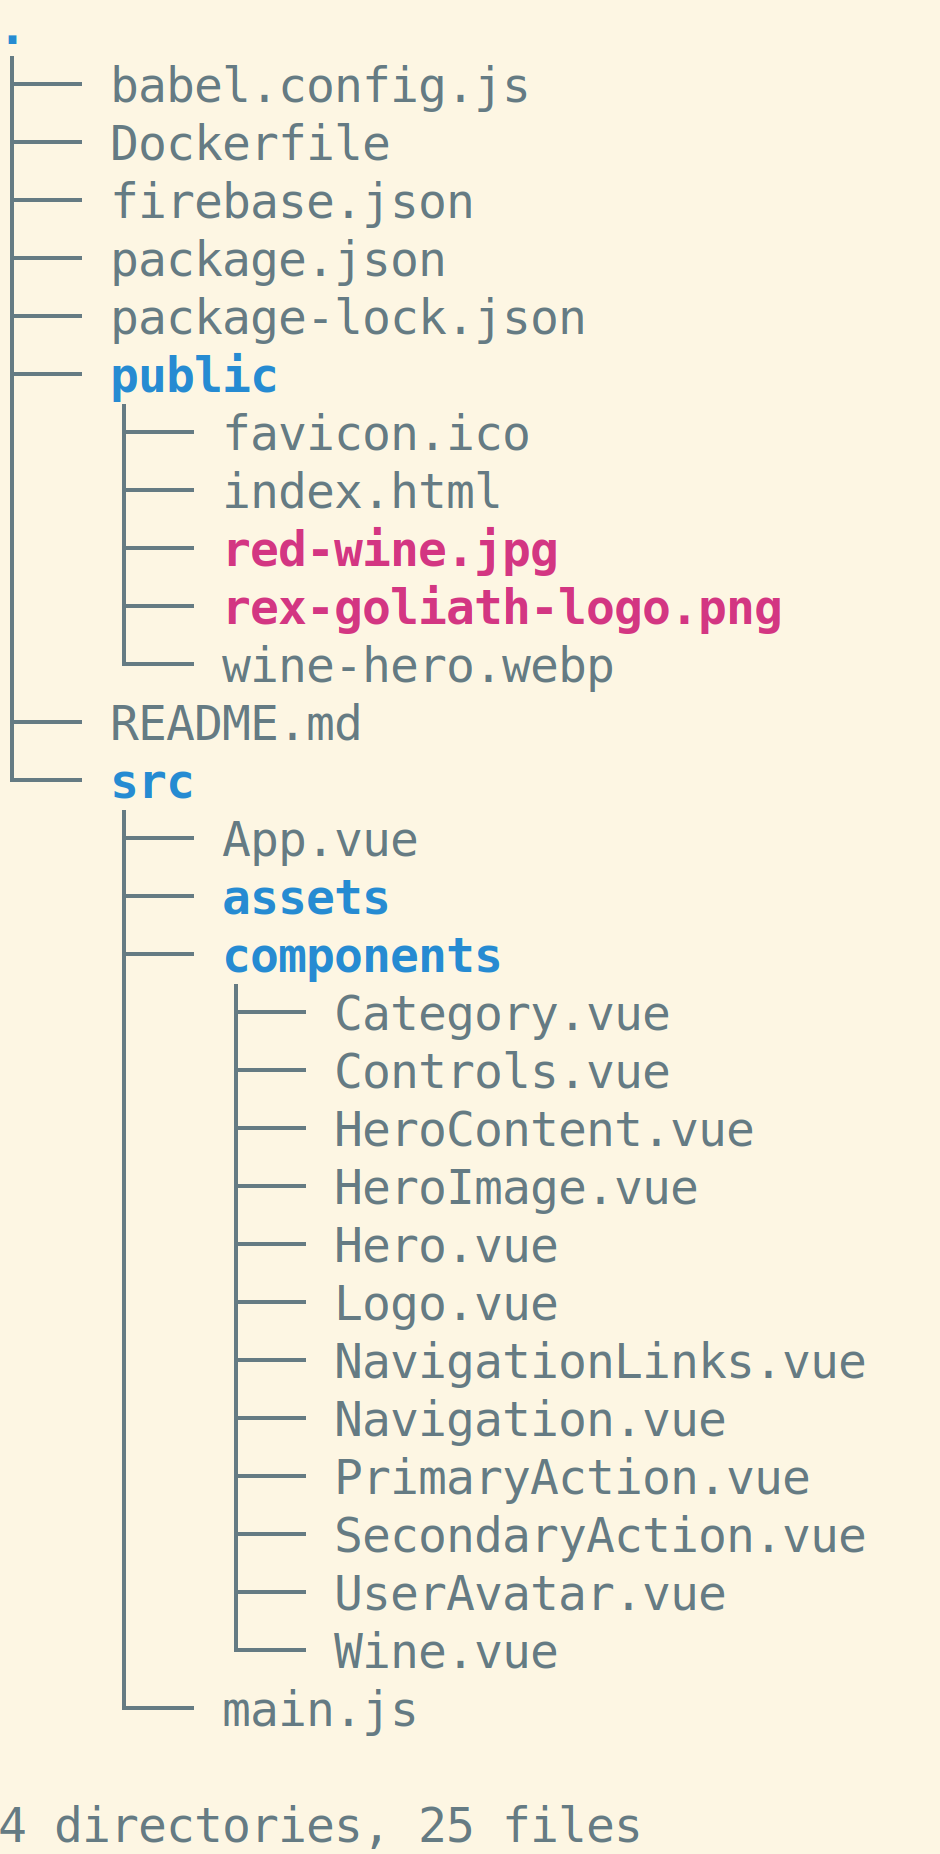 .
├── babel.config.js
├── Dockerfile
├── firebase.json
├── package.json
├── package-lock.json
├── public
│   ├── favicon.ico
│   ├── index.html
│   ├── red-wine.jpg
│   ├── rex-goliath-logo.png
│   └── wine-hero.webp
├── README.md
└── src
    ├── App.vue
    ├── assets
    ├── components
    │   ├── Category.vue
    │   ├── Controls.vue
    │   ├── HeroContent.vue
    │   ├── HeroImage.vue
    │   ├── Hero.vue
    │   ├── Logo.vue
    │   ├── NavigationLinks.vue
    │   ├── Navigation.vue
    │   ├── PrimaryAction.vue
    │   ├── SecondaryAction.vue
    │   ├── UserAvatar.vue
    │   └── Wine.vue
    └── main.js
4 directories, 25 files